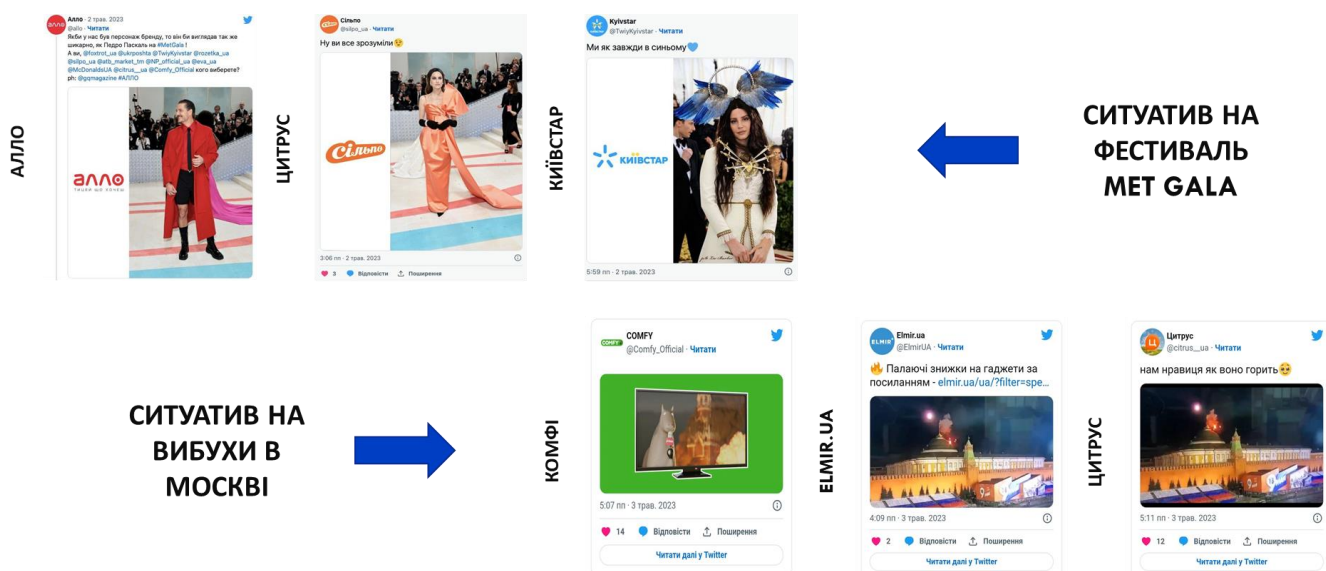 Алло · 2 трав. 2023
@allo · Читати
Якби у нас був персонаж бренду, то він би виглядав так же
шикарно, як Педро Паскаль на #MetGala !
А ви, @foxtrot_ua @ukrposhta @TwiyKyivstar @rozetka_ua
@silpo_ua @atb_market_tm @NP_official_ua @eva_ua
@McDonaldsUA @citrus__ua @Comfy_Official кого виберете?
ph: @gqmagazine #АЛЛО
алло
АЛЛО
Сільпо
@silpo_ua · Читати
Ну ви все зрозуміли😉
Сільпо
3:06 пп · 2 трав. 2023
3 Відповісти Поширення
ЦИТРУС
Kyivstar
@TwiyKyivstar · Читати
Ми як завжди в синьому💙
КИЇВСТАР
5:59 пп · 2 трав. 2023
КИЇВСТАР
СИТУАТИВ НА
ФЕСТИВАЛЬ
MET GALA
СИТУАТИВ НА
ВИБУХИ В
МОСКВІ
КОМФІ
COMFY
COMFY
@Comfy_Official · Читати
5:07 пп · 3 трав. 2023
14 Відповісти Поширення
Читати далі у Twitter
ELMIR.UA
ELMIR
Elmir.ua
@ElmirUA · Читати
🔥 Палаючі знижки на гаджети за
посиланням - elmir.ua/ua/?filter=spe...
9
4:09 пп · 3 трав. 2023
2 Відповісти Поширення
Читати далі у Twitter
ЦИТРУС
Ц
Цитрус
@citrus__ua · Читати
нам нравиця як воно горить🥹
9
5:11 пп · 3 трав. 2023
12 Відповісти Поширення
Читати далі у Twitter